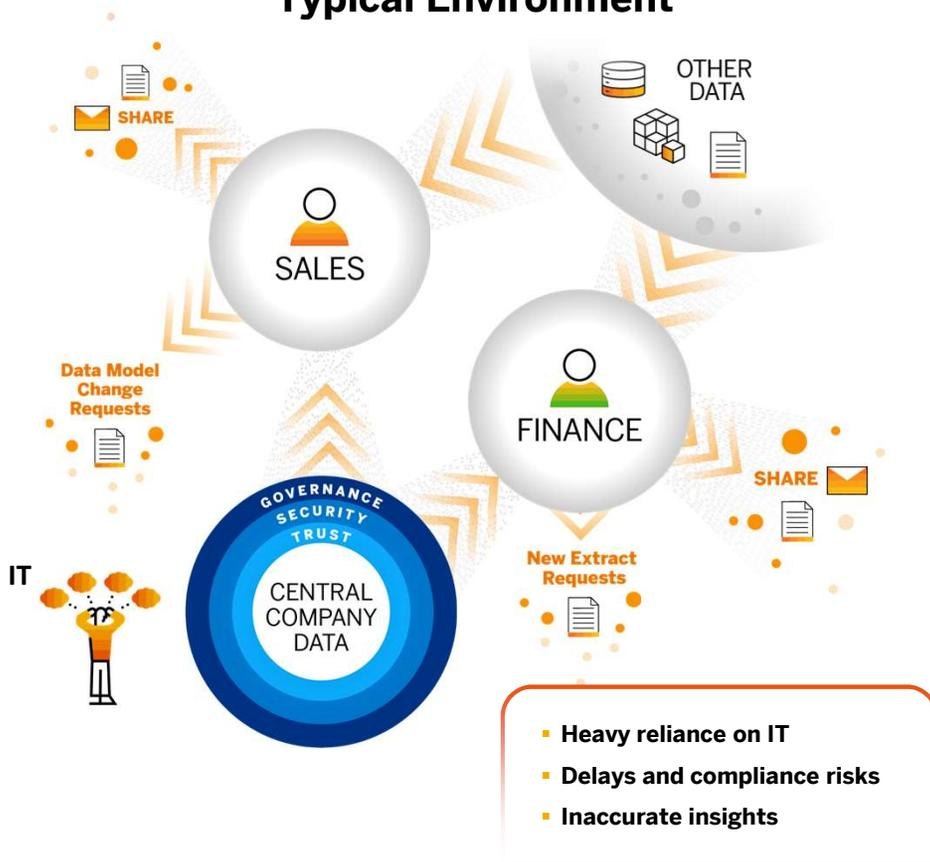 Typical Environment
OTHER
DATA
SHARE
SALES
Data Model
Change
Requests
FINANCE
SHARE
GOVERNANCE
SECURITY
TRUST
CENTRAL
COMPANY
DATA
New Extract
Requests
IT
Heavy reliance on IT
Delays and compliance risks
Inaccurate insights